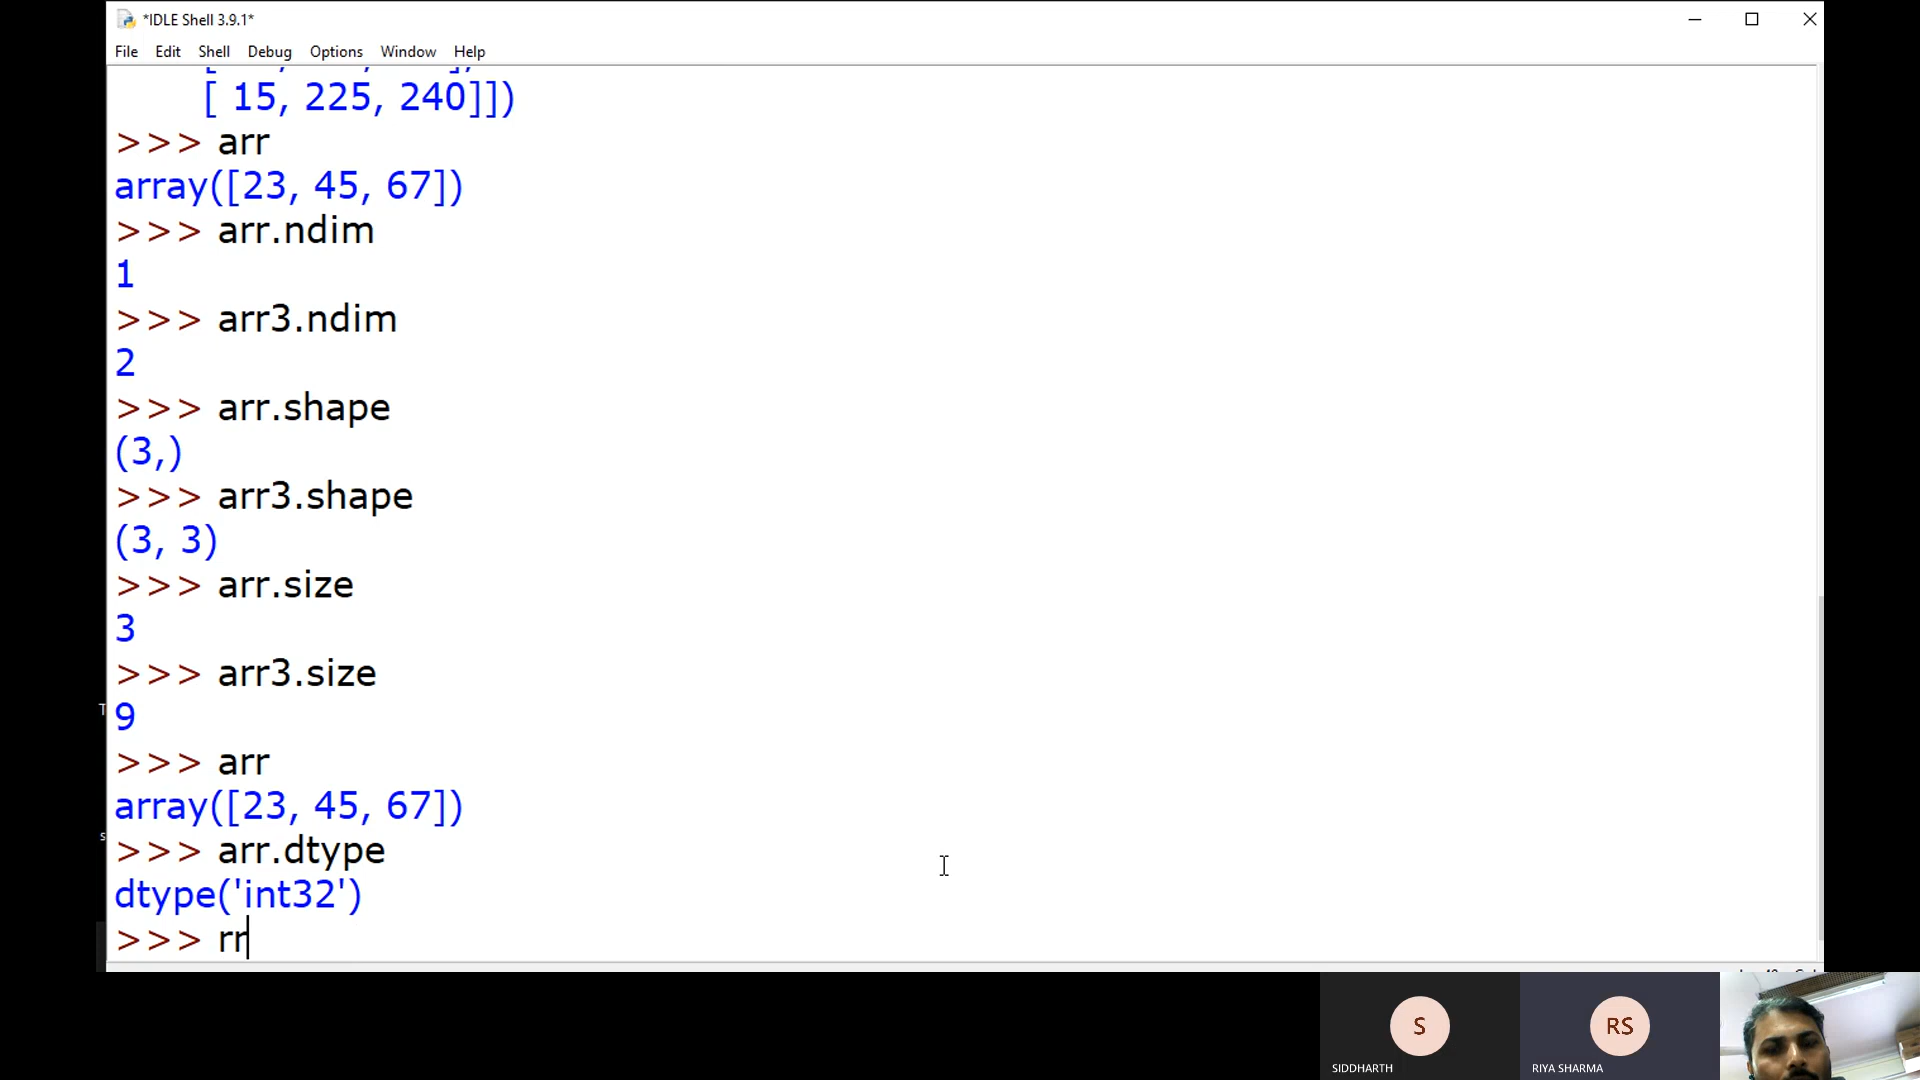 *IDLE Shell 3.9.1*
File Edit Shell Debug Options Window Help
[ 15, 225, 240]])
>>> arr
array([23, 45, 67])
>>> arr.ndim
1
>>> arr3.ndim
2
>>> arr.shape
(3,)
>>> arr3.shape
(3, 3)
>>> arr.size
3
>>> arr3.size
9
>>> arr
array([23, 45, 67])
>>> arr.dtype
dtype('int32')
>>> rr
S
RS
SIDDHARTH
RIYA SHARMA